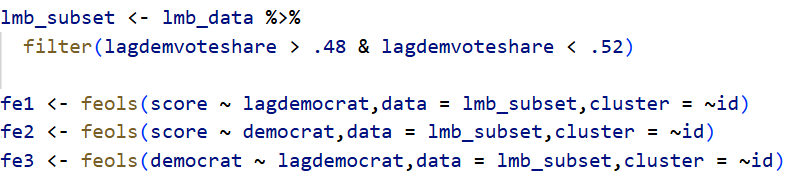 lmb_subset <- lmb_data %>%
filter(lagdemvoteshare > .48 & lagdemvoteshare < .52)
fe1 <- feols(score ~ lagdemocrat,data = lmb_subset,cluster = ~id)
fe2 <- feols(score ~ democrat,data = lmb_subset,cluster = ~id)
fe3 <- feols(democrat ~ lagdemocrat,data = lmb_subset,cluster = ~id)